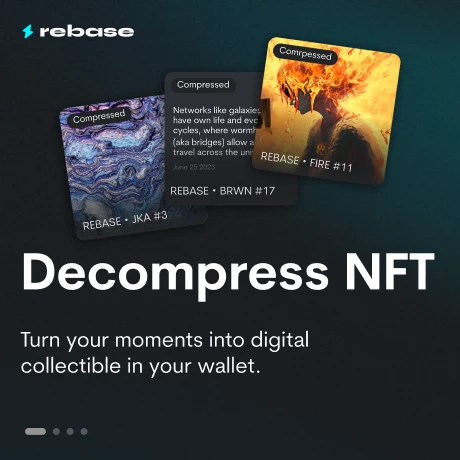 rebase
Compressed
REBASE • JKA #3
Compressed
Networks like galaxies
have own life and evo
cycles, where wormh
(aka bridges) allow a
travel across the uni
June 25 2023
REBASE • BRWN #17
Comrpessed
REBASE • FIRE #11
Decompress NFT
Turn your moments into digital
collectible in your wallet.